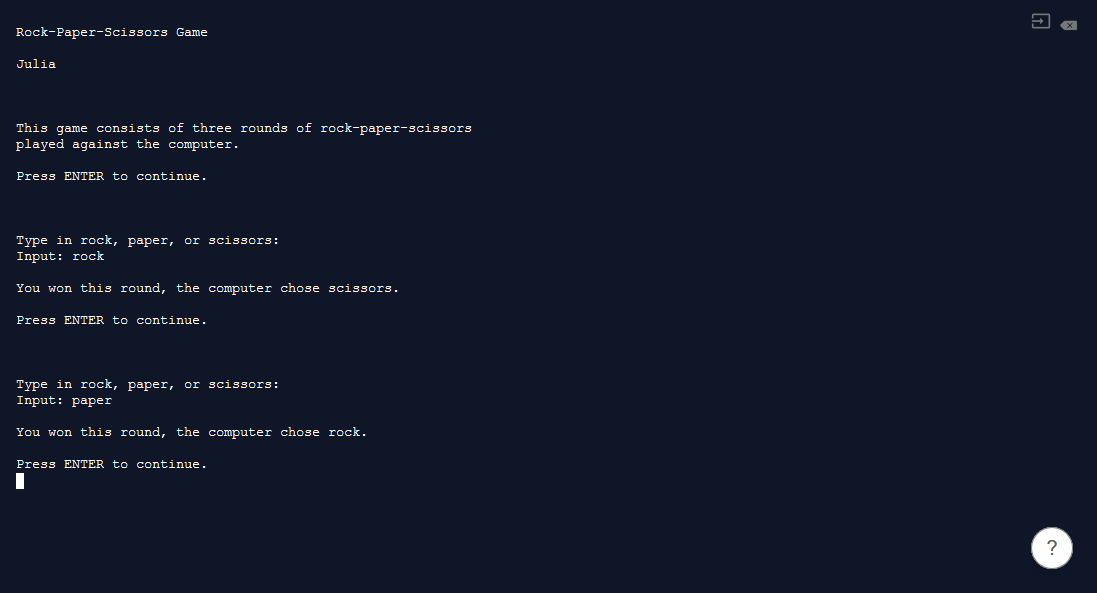 Rock-Paper-Scissors Game
Julia
This game consists of three rounds of rock-paper-scissors
played against the computer.
Press ENTER to continue.
Type in rock, paper, or scissors:
Input: rock
You won this round, the computer chose scissors.
Press ENTER to continue.
Type in rock, paper, or scissors:
Input: paper
You won this round, the computer chose rock.
Press ENTER to continue.
?